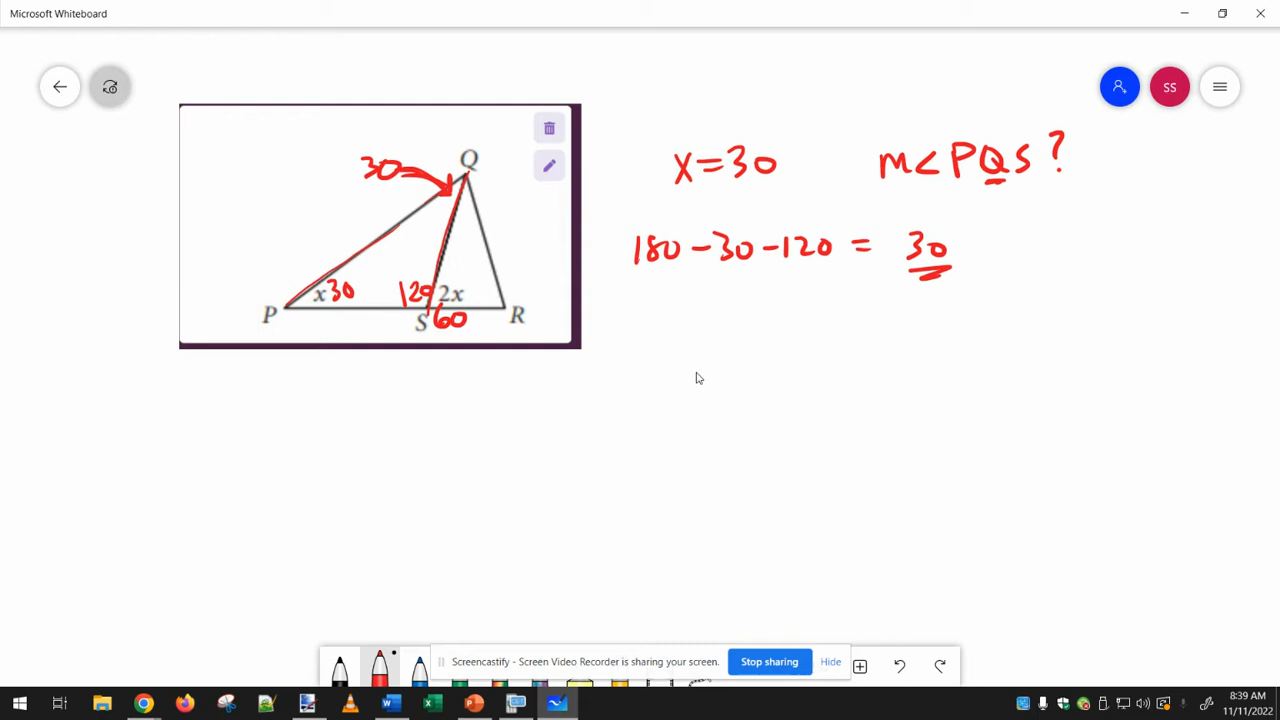 Microsoft Whiteboard
SS
x=30 m<PQS?
30 Q
180-30-120 = 30
P x 30 120 2x R
S 60
Screencastify - Screen Video Recorder is sharing your screen. Stop sharing Hide
8:39 AM
11/11/2022